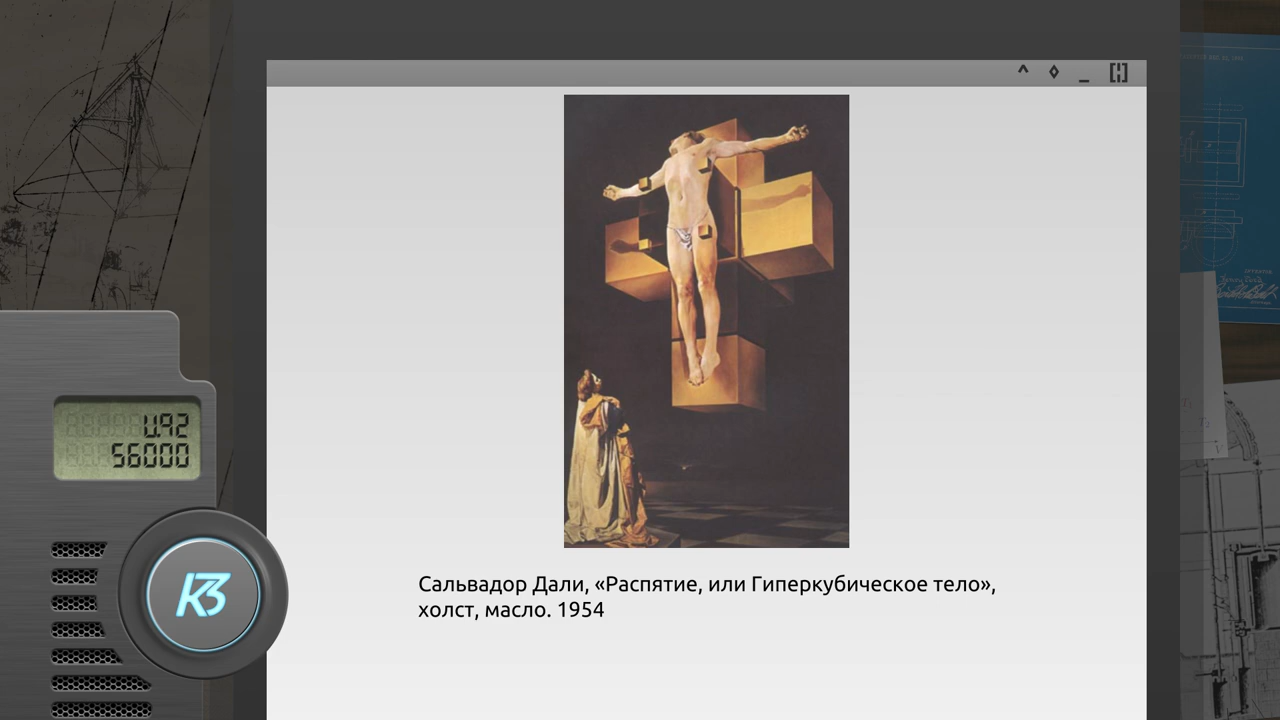 U.92
56000
K3
Сальвадор Дали, «Распятие, или Гиперкубическое тело»,
холст, масло. 1954